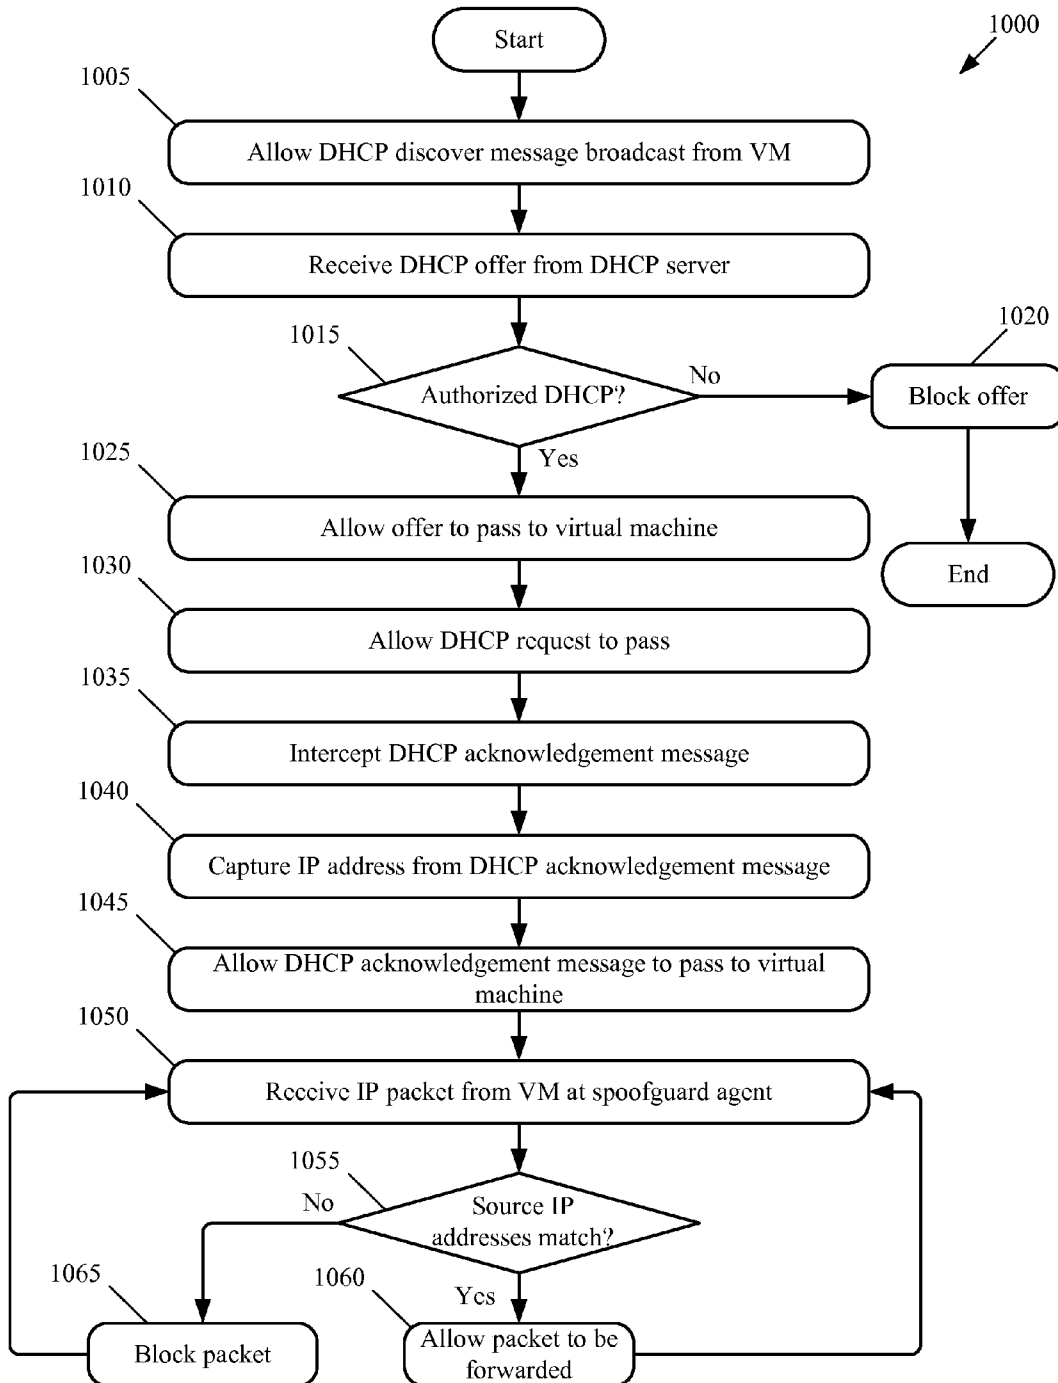 Start
1000
1005
Allow DHCP discover message broadcast from VM
1010
Receive DHCP offer from DHCP server
1015
Authorized DHCP?
No
1020
Block offer
Yes
End
1025
Allow offer to pass to virtual machine
1030
Allow DHCP request to pass
1035
Intercept DHCP acknowledgement message
1040
Capture IP address from DHCP acknowledgement message
1045
Allow DHCP acknowledgement message to pass to virtual
machine
1050
Receive IP packet from VM at spoofguard agent
1055
Source IP
addresses match?
No
Yes
1065
Block packet
1060
Allow packet to be
forwarded